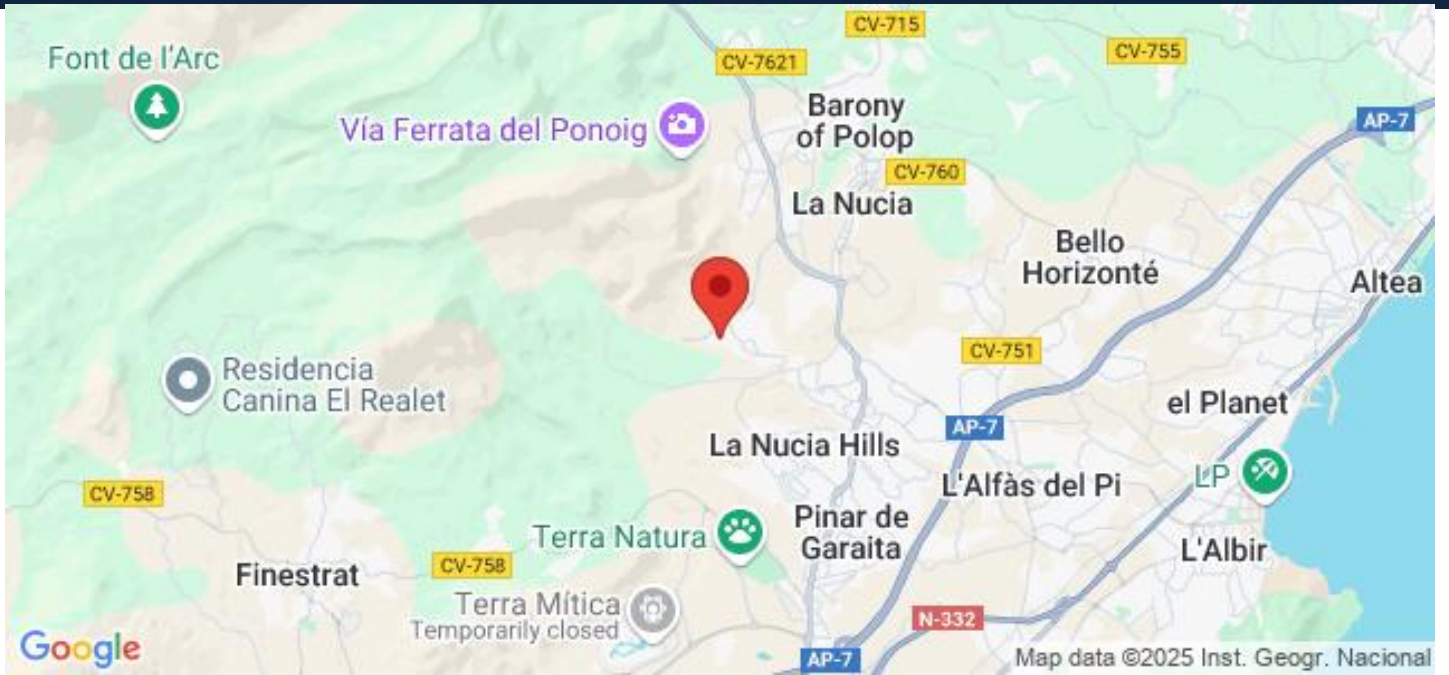 CV-715
Font de l'Arc
CV-7621
CV-755
Barony
of Polop
AP-7
Vía Ferrata del Ponoig
CV-760
La Nucia
Bello
Horizonté
Altea
CV-751
Residencia
Canina El Realet
el Planet
AP-7
La Nucia Hills
LP
L'Alfàs del Pi
CV-758
Pinar de
Garaita
Terra Natura
L'Albir
Finestrat
CV-758
Terra Mítica
Temporarily closed
N-332
Google
AP-7
Map data ©2025 Inst. Geogr. Nacional